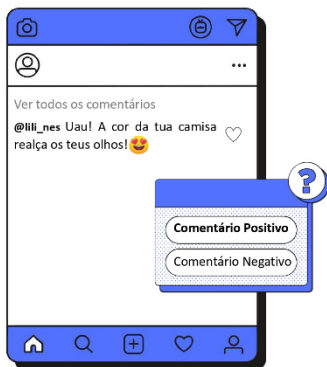 Ver todos os comentários
@lili_nes Uau! A cor da tua camisa
realça os teus olhos!😍
?
Comentário Positivo
Comentário Negativo